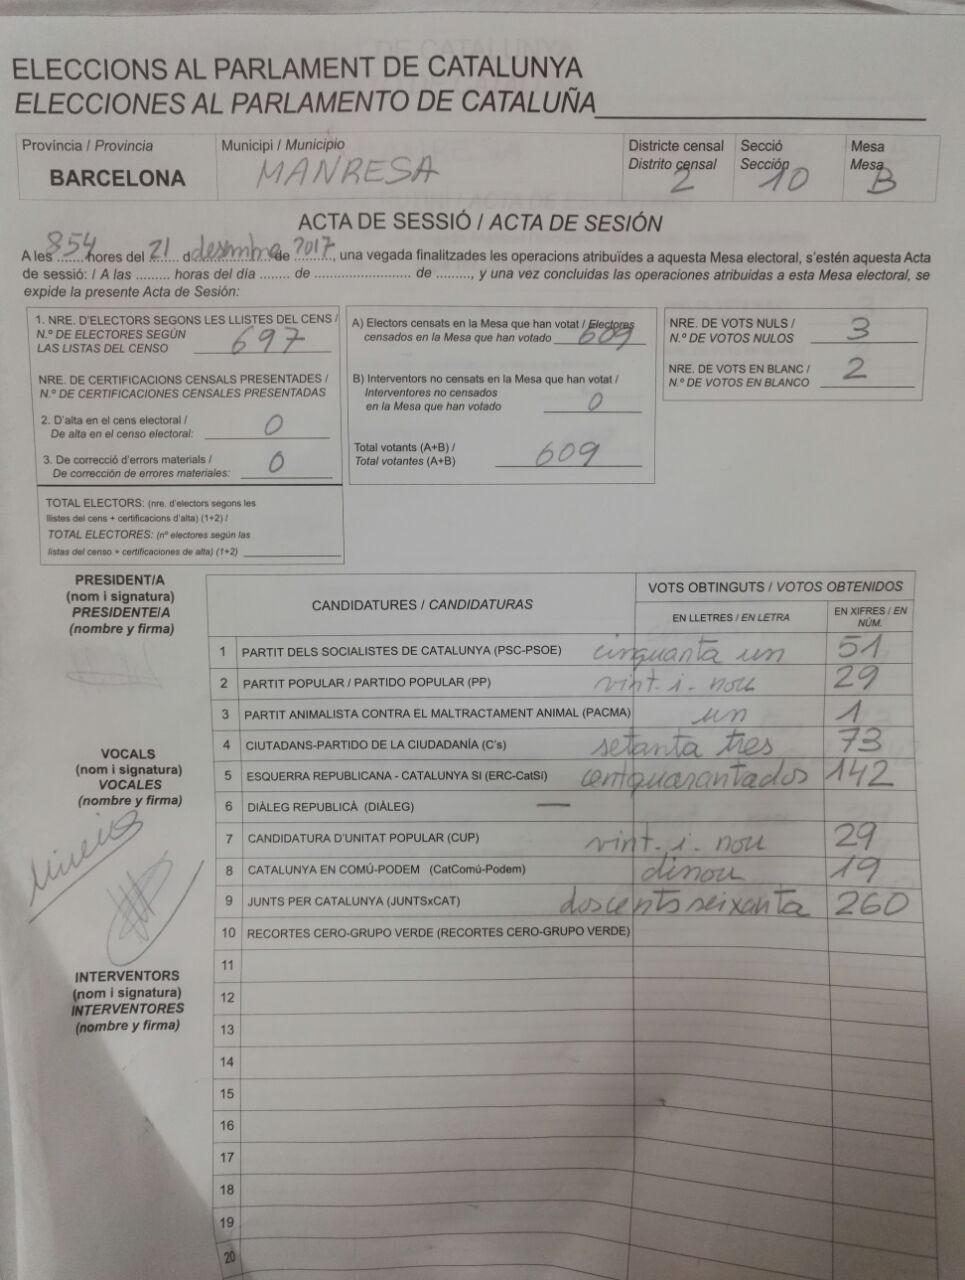 ELECCIONS AL PARLAMENT DE CATALUNYA
ELECCIONES AL PARLAMENTO DE CATALUÑA
Provincia / Provincia
BARCELONA
Municipi / Municipio
MANRESA
Districte censal
Distrito censal
2
Secció
Sección
10
Mesa
Mesa
B
ACTA DE SESSIÓ / ACTA DE SESIÓN
A les 854 hores del 21 d desembre de 2017, una vegada finalitzades les operacions atribuïdes a aquesta Mesa electoral, s'estén aquesta Acta
de sessió: / A las ......... horas del día ........ de ........................ de .........., y una vez concluidas las operaciones atribuidas a esta Mesa electoral, se
expide la presente Acta de Sesión:
1. NRE. D'ELECTORS SEGONS LES LLISTES DEL CENS /
N.º DE ELECTORES SEGÚN
LAS LISTAS DEL CENSO 697
NRE. DE CERTIFICACIONS CENSALS PRESENTADES /
N.º DE CERTIFICACIONES CENSALES PRESENTADAS
2. D'alta en el cens electoral /
De alta en el censo electoral: 0
3. De correcció d'errors materials /
De corrección de errores materiales: 0
TOTAL ELECTORS: (nre. d'electors segons les
llistes del cens + certificacions d'alta) (1+2) /
TOTAL ELECTORES: (nº electores según las
listas del censo + certificaciones de alta) (1+2)
A) Electors censats en la Mesa que han votat / Electores
censados en la Mesa que han votado 609
B) Interventors no censats en la Mesa que han votat /
Interventores no censados
en la Mesa que han votado 0
Total votants (A+B) /
Total votantes (A+B) 609
NRE. DE VOTS NULS /
N.º DE VOTOS NULOS 3
NRE. DE VOTS EN BLANC /
N.º DE VOTOS EN BLANCO 2
PRESIDENT/A
(nom i signatura)
PRESIDENTE/A
(nombre y firma)
VOCALS
(nom i signatura)
VOCALES
(nombre y firma)
INTERVENTORS
(nom i signatura)
INTERVENTORES
(nombre y firma)
CANDIDATURES / CANDIDATURAS
VOTS OBTINGUTS / VOTOS OBTENIDOS
EN LLETRES / EN LETRA
EN XIFRES / EN
NÚM.
1 PARTIT DELS SOCIALISTES DE CATALUNYA (PSC-PSOE) cinquanta un 51
2 PARTIT POPULAR / PARTIDO POPULAR (PP) vint-i-nou 29
3 PARTIT ANIMALISTA CONTRA EL MALTRACTAMENT ANIMAL (PACMA) un 1
4 CIUTADANS-PARTIDO DE LA CIUDADANÍA (C's) setanta tres 73
5 ESQUERRA REPUBLICANA - CATALUNYA SI (ERC-CatSí) centquarantados 142
6 DIÀLEG REPUBLICÀ (DIÀLEG) —
7 CANDIDATURA D'UNITAT POPULAR (CUP) vint-i-nou 29
8 CATALUNYA EN COMÚ-PODEM (CatComú-Podem) dinou 19
9 JUNTS PER CATALUNYA (JUNTSxCAT) doscents seixanta 260
10 RECORTES CERO-GRUPO VERDE (RECORTES CERO-GRUPO VERDE)
11
12
13
14
15
16
17
18
19
20